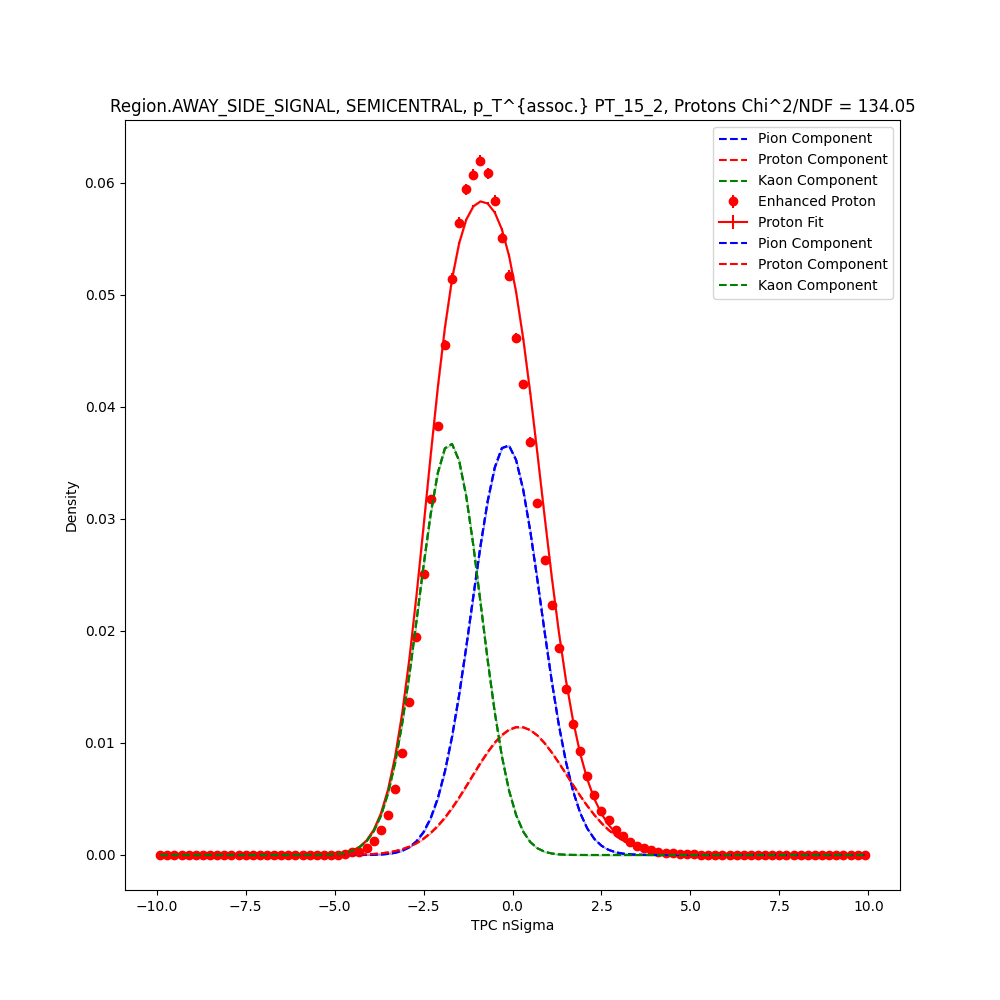 Region.AWAY_SIDE_SIGNAL, SEMICENTRAL, p_T^{assoc.} PT_15_2, Protons Chi^2/NDF = 134.05
Pion Component
Proton Component
Kaon Component
Enhanced Proton
Proton Fit
Pion Component
Proton Component
Kaon Component
0.06
0.05
0.04
0.03
0.02
0.01
0.00
Density
−10.0 −7.5 −5.0 −2.5 0.0 2.5 5.0 7.5 10.0
TPC nSigma